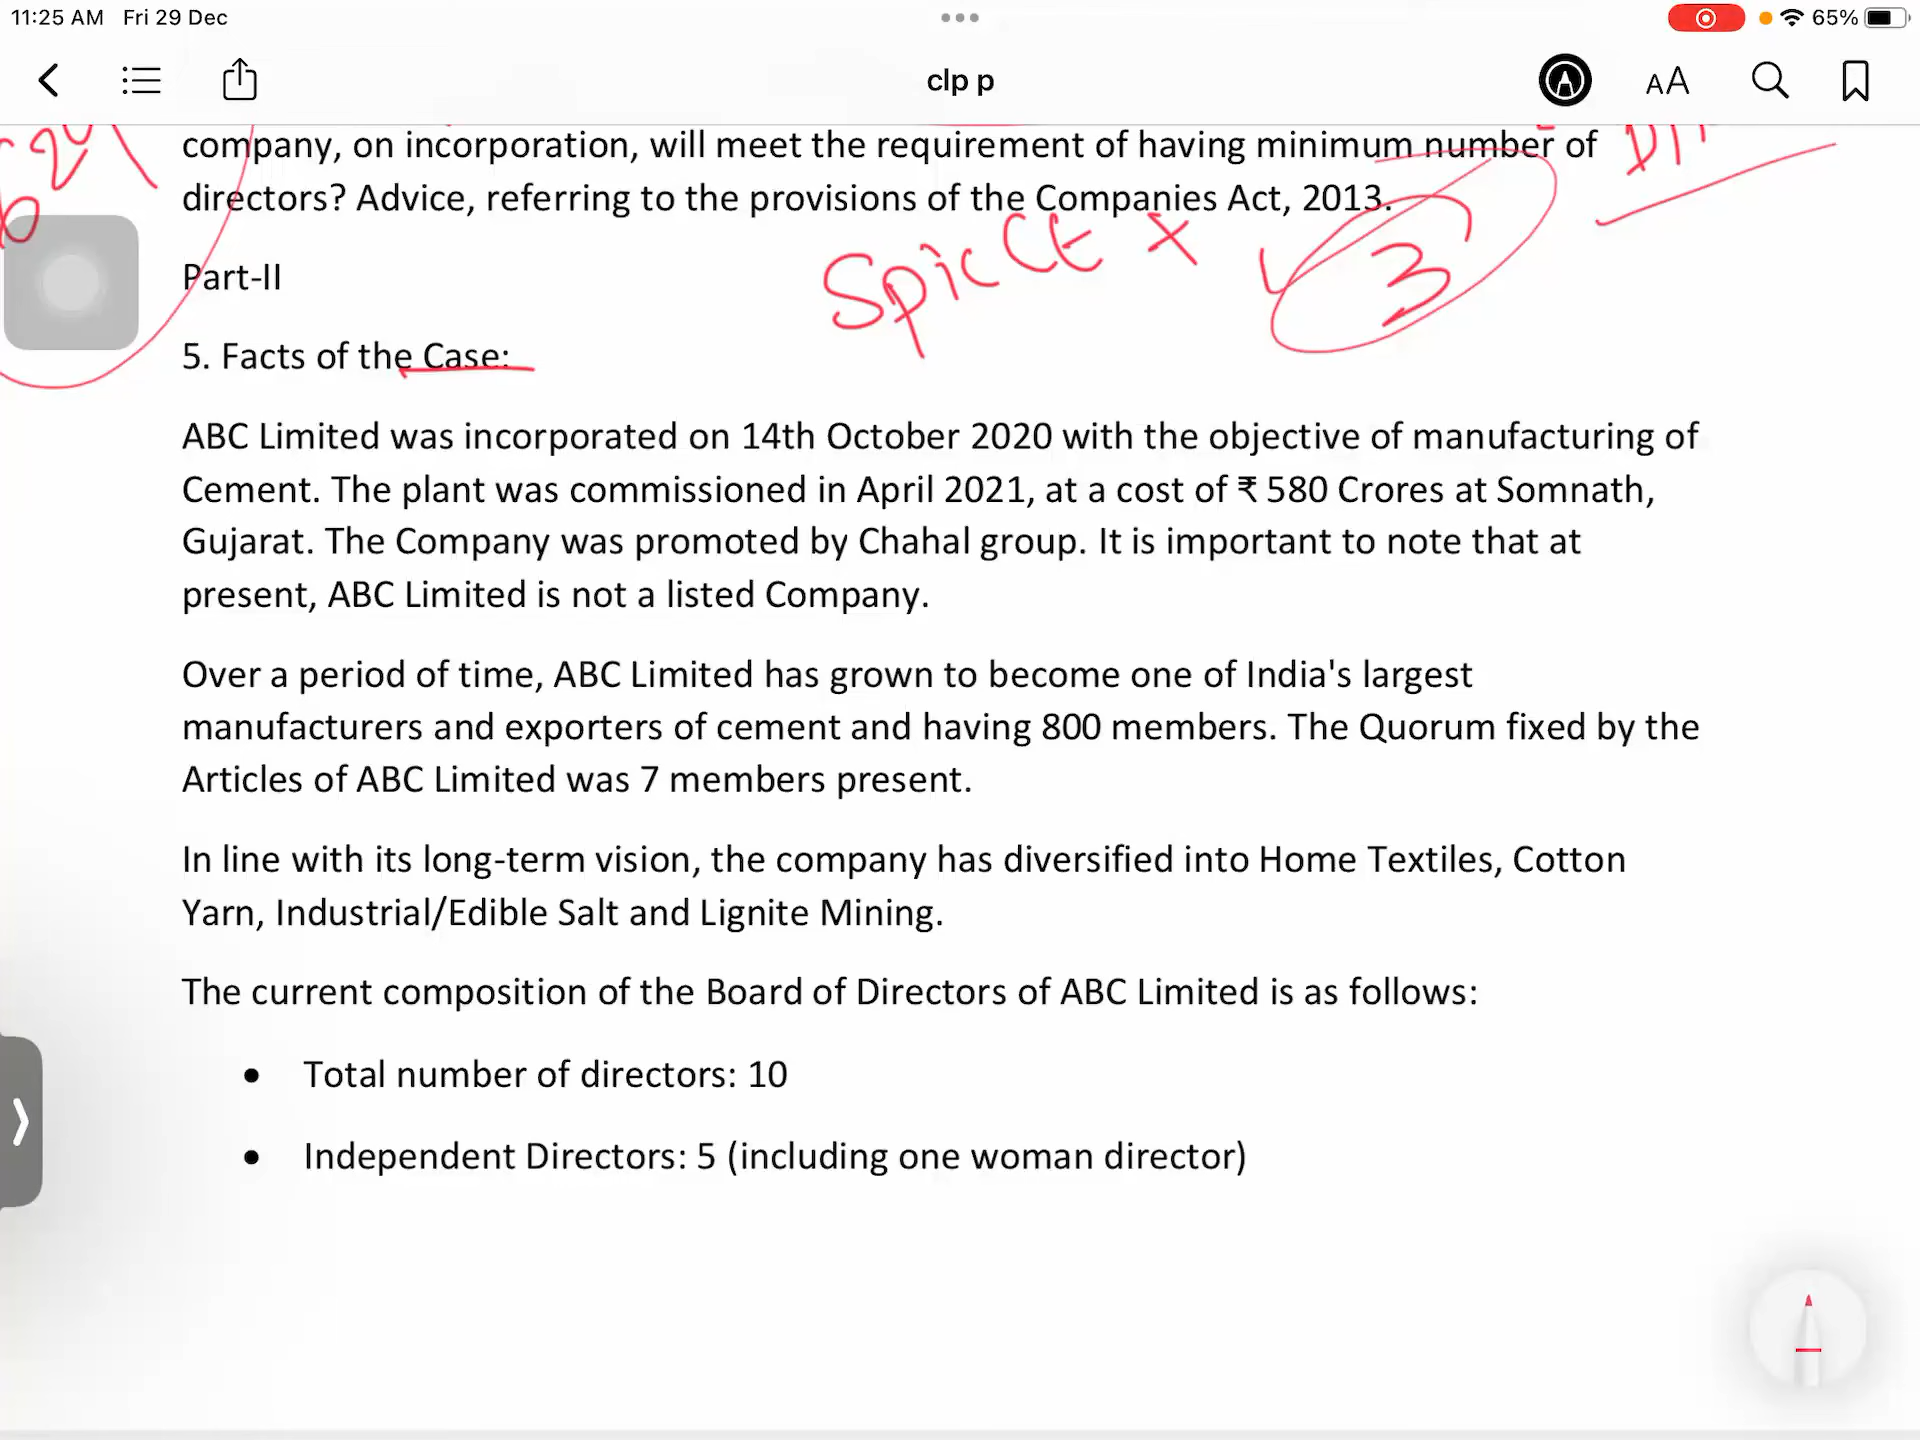 11:25 AM Fri 29 Dec
65%
clp p
company, on incorporation, will meet the requirement of having minimum number of
directors? Advice, referring to the provisions of the Companies Act, 2013.
3
Part-II
5. Facts of the Case:
ABC Limited was incorporated on 14th October 2020 with the objective of manufacturing of
Cement. The plant was commissioned in April 2021, at a cost of ₹ 580 Crores at Somnath,
Gujarat. The Company was promoted by Chahal group. It is important to note that at
present, ABC Limited is not a listed Company.
Over a period of time, ABC Limited has grown to become one of India's largest
manufacturers and exporters of cement and having 800 members. The Quorum fixed by the
Articles of ABC Limited was 7 members present.
In line with its long-term vision, the company has diversified into Home Textiles, Cotton
Yarn, Industrial/Edible Salt and Lignite Mining.
The current composition of the Board of Directors of ABC Limited is as follows:
• Total number of directors: 10
• Independent Directors: 5 (including one woman director)